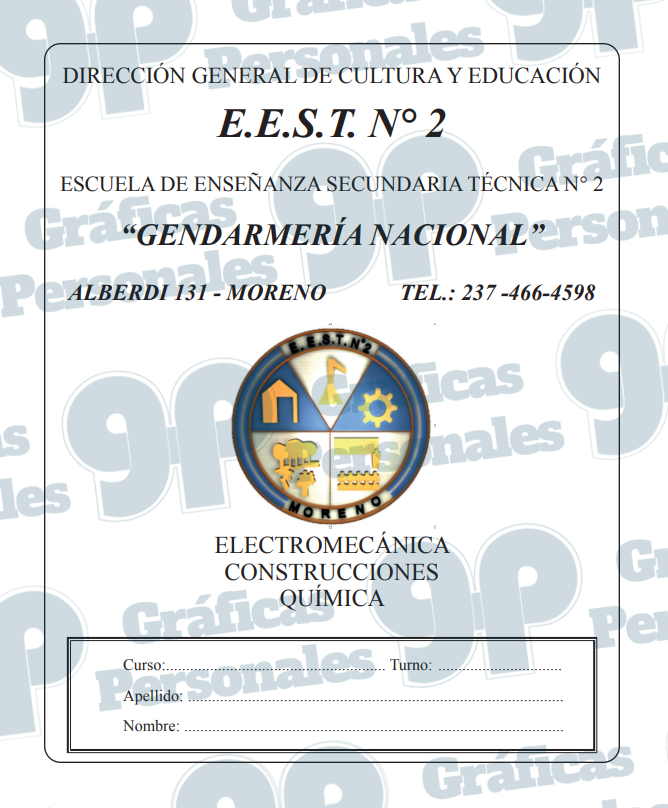 DIRECCIÓN GENERAL DE CULTURA Y EDUCACIÓN
E.E.S.T. N° 2
ESCUELA DE ENSEÑANZA SECUNDARIA TÉCNICA N° 2
“GENDARMERÍA NACIONAL”
ALBERDI 131 - MORENO TEL.: 237 -466-4598
E. E.S.T. N°2
MORENO
ELECTROMECÁNICA
CONSTRUCCIONES
QUÍMICA
Curso:....................................................... Turno: ...............................
Apellido: ..............................................................................................
Nombre: ...............................................................................................
gp Gráficas
Personales